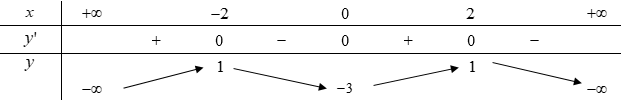 x +∞ −2 0 2 +∞
y' + 0 − 0 + 0 −
y 1 1
−∞ −3 −∞